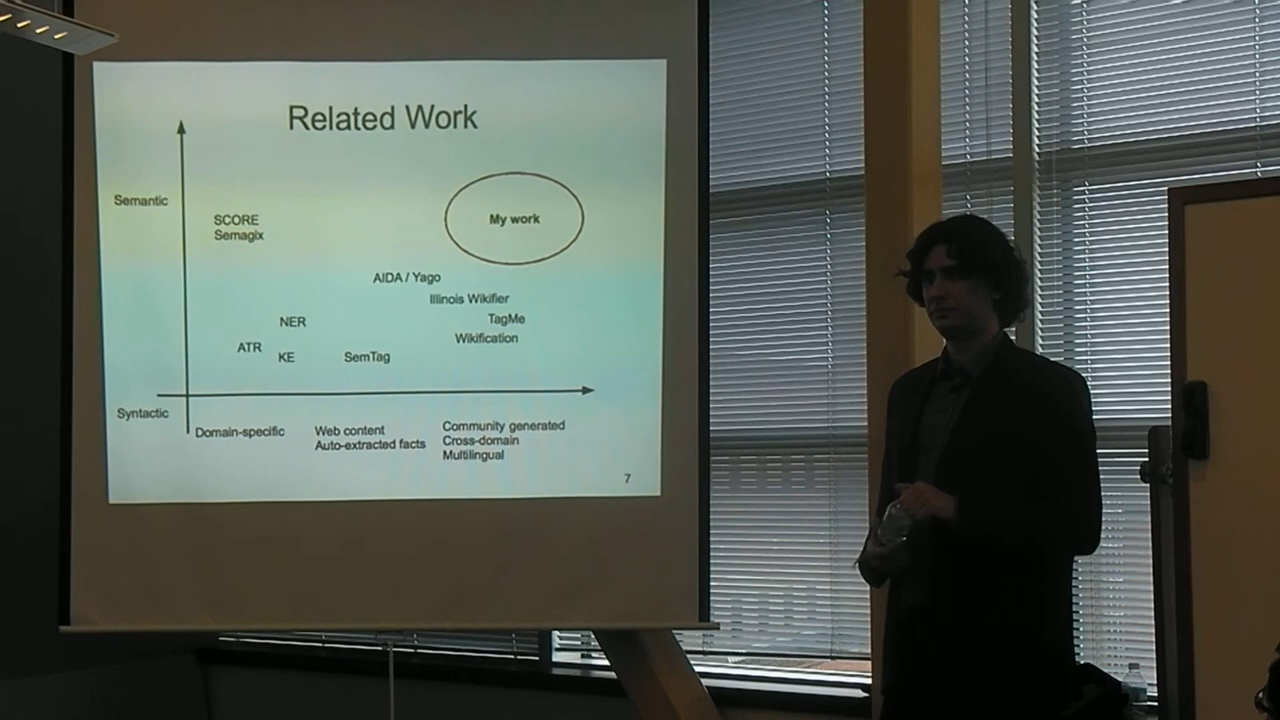 Related Work
Semantic
SCORE
Semagix
My work
AIDA / Yago
Illinois Wikifier
NER
TagMe
Wikification
ATR
KE
SemTag
Syntactic
Domain-specific
Web content
Auto-extracted facts
Community generated
Cross-domain
Multilingual
7